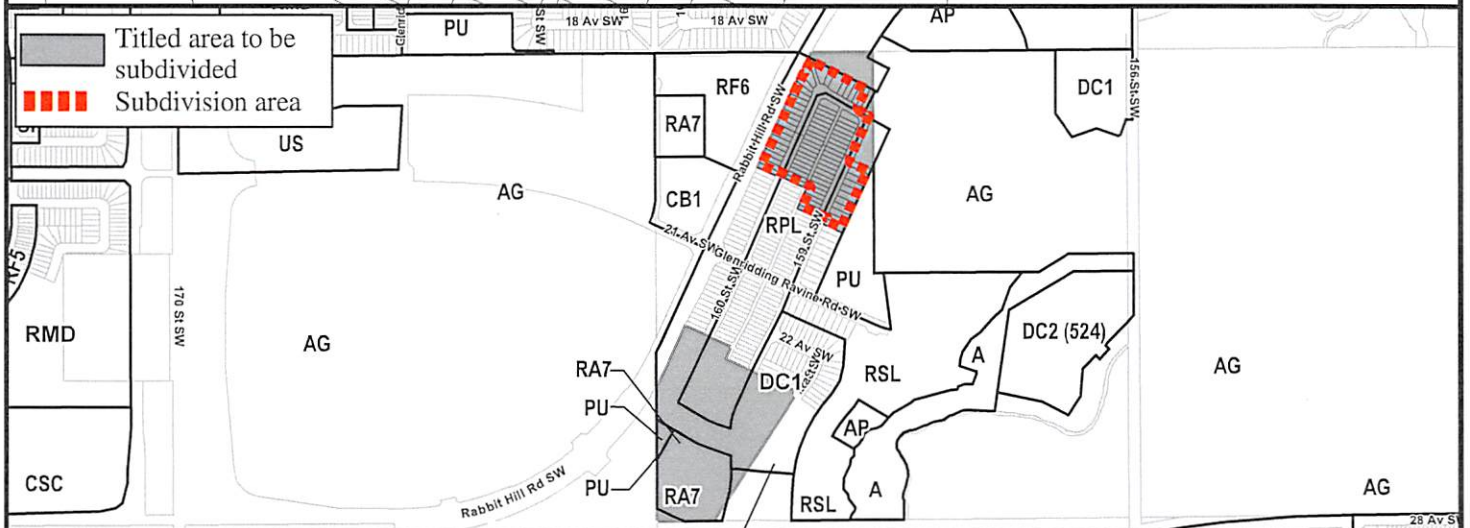 Titled area to be
subdivided
Subdivision area
PU
St SW
18 Av SW
18 Av SW
AP
156 St SW
DC1
RF6
RA7
Rabbit Hill Rd SW
CB1
US
AG
AG
RPL
159 St SW
21 Av SW
Glenridding Ravine Rd SW
PU
160 St SW
RF5
RMD
170 St SW
AG
22 Av SW
DC1
RSL
A
DC2 (524)
AG
RA7
PU
AP
PU
RA7
RSL
A
CSC
Rabbit Hill Rd SW
AG
28 Av SW